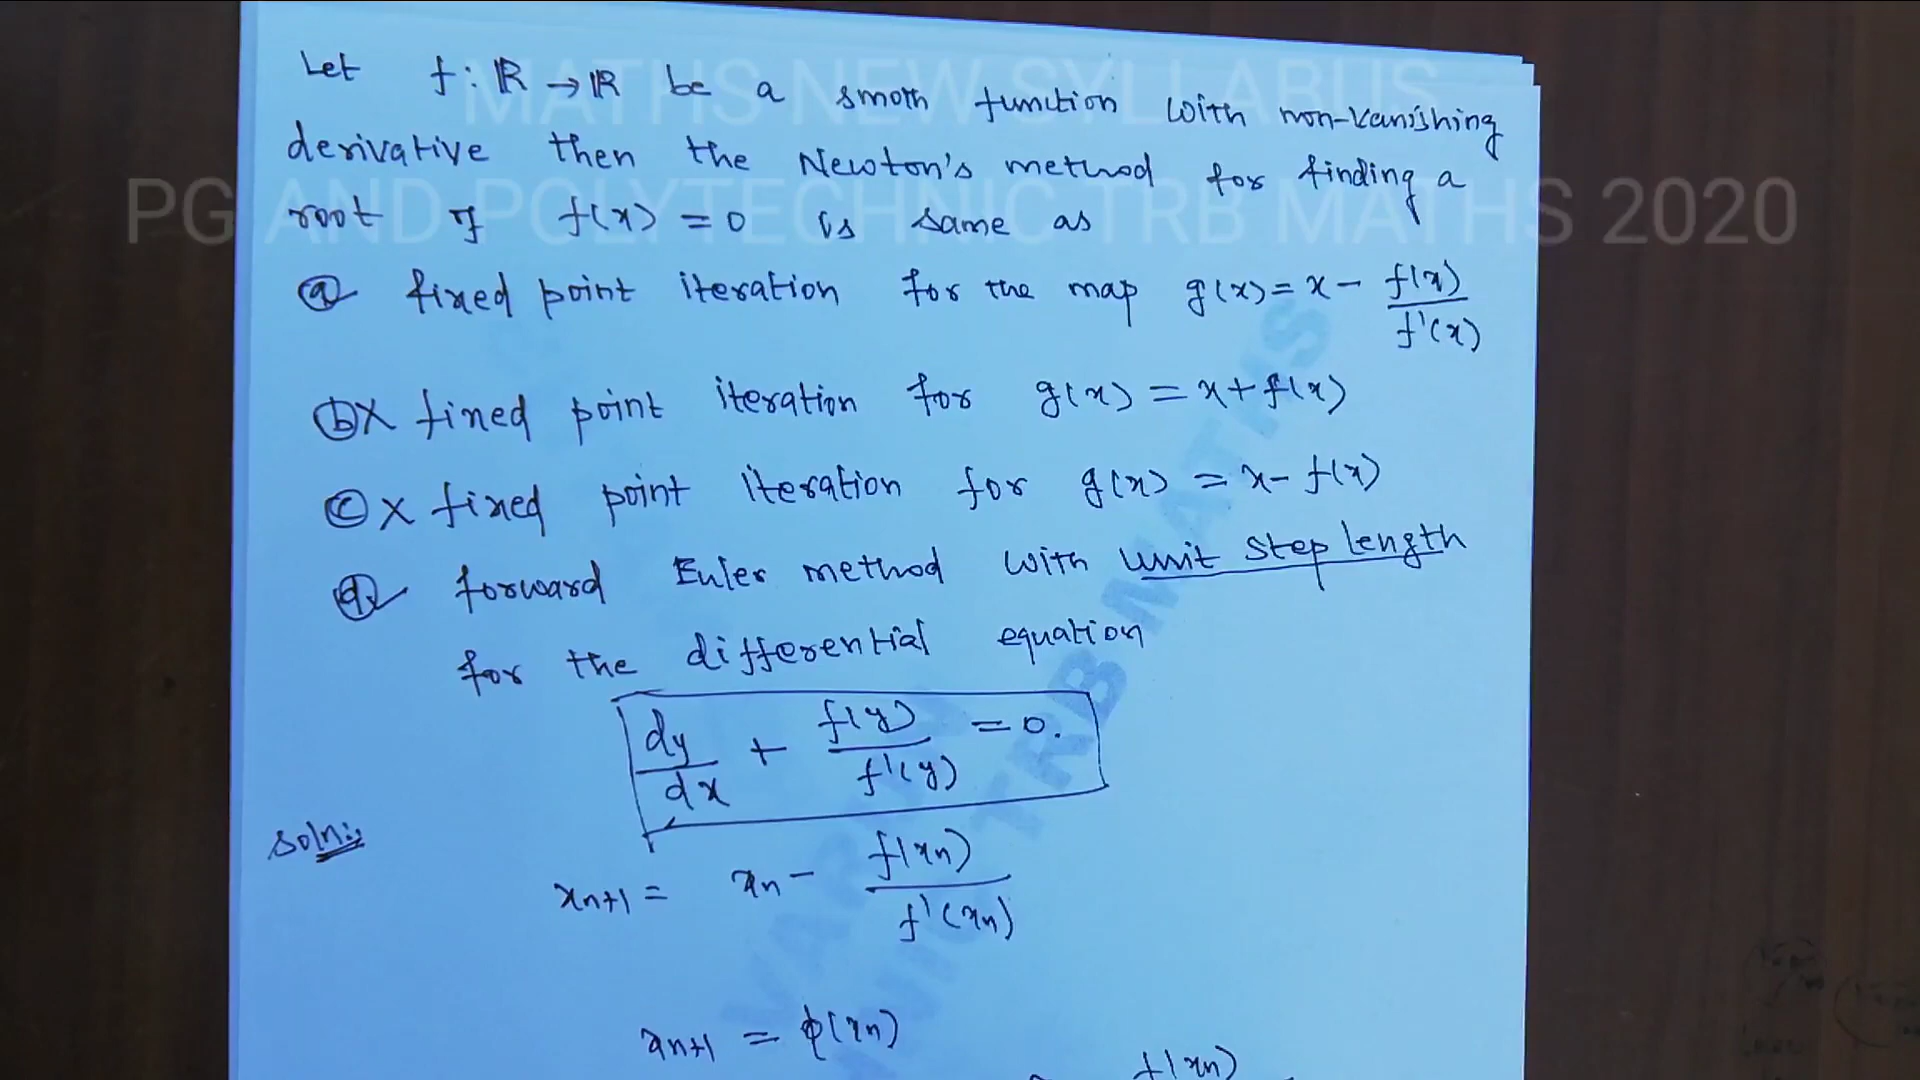 MATHS NEW SYLLABUS
PG AND POLYTECHNIC TRB MATHS 2020
Let f : ℝ → ℝ be a smoth function with non-vanishing
derivative then the Newton's method for finding a
root of f(x) = 0 is same as
ⓐ✓ fixed point iteration for the map g(x) = x - f(x)/f'(x)
ⓑ X fixed point iteration for g(x) = x + f(x)
ⓒ X fixed point iteration for g(x) = x - f(x)
ⓓ✓ forward Euler method with unit step length
for the differential equation
dy/dx + f(y)/f'(y) = 0.
soln:
xn+1 = xn - f(xn)/f'(xn)
xn+1 = ϕ(xn)
f(xn)